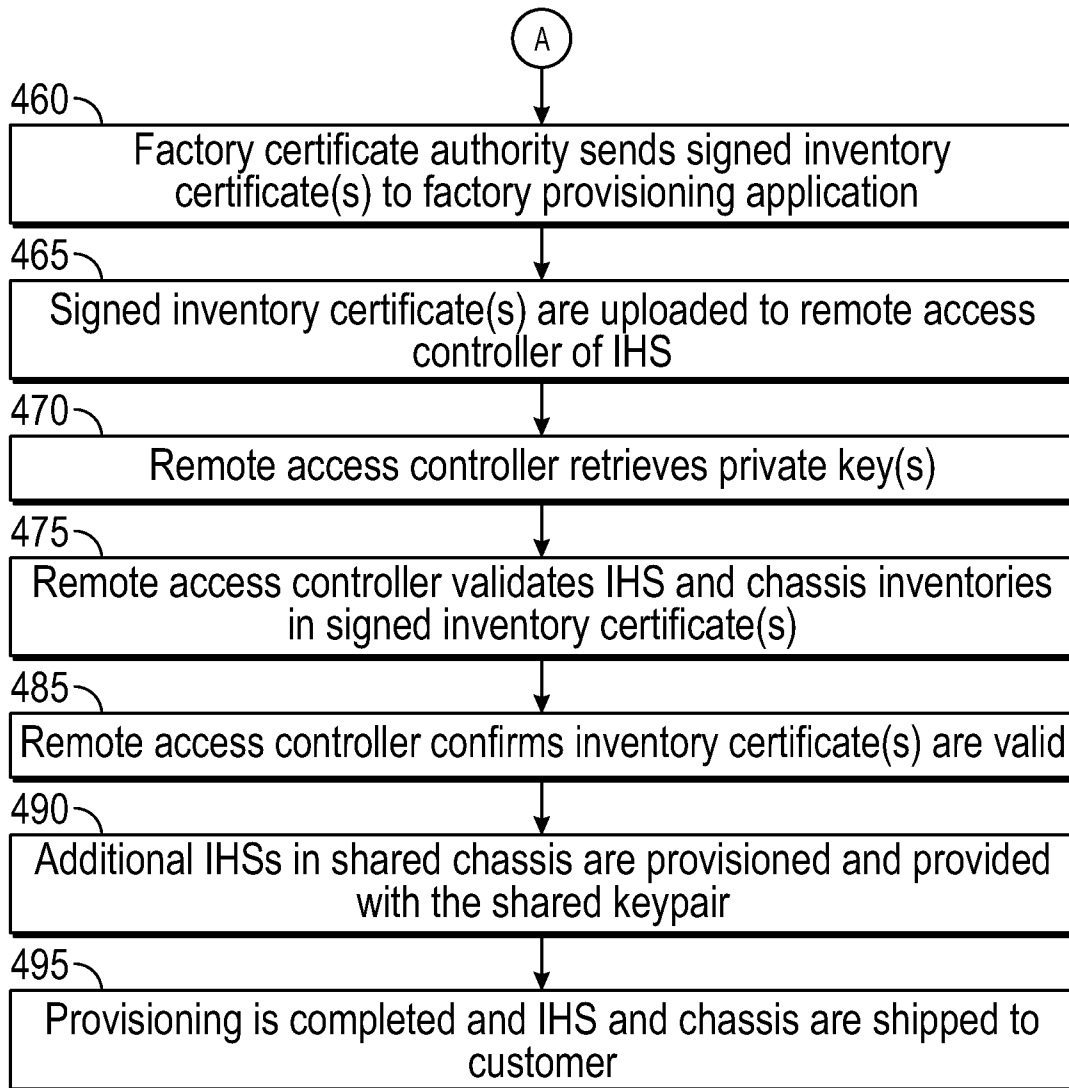 A
460
Factory certificate authority sends signed inventory
certificate(s) to factory provisioning application
465
Signed inventory certificate(s) are uploaded to remote access
controller of IHS
470
Remote access controller retrieves private key(s)
475
Remote access controller validates IHS and chassis inventories
in signed inventory certificate(s)
485
Remote access controller confirms inventory certificate(s) are valid
490
Additional IHSs in shared chassis are provisioned and provided
with the shared keypair
495
Provisioning is completed and IHS and chassis are shipped to
customer